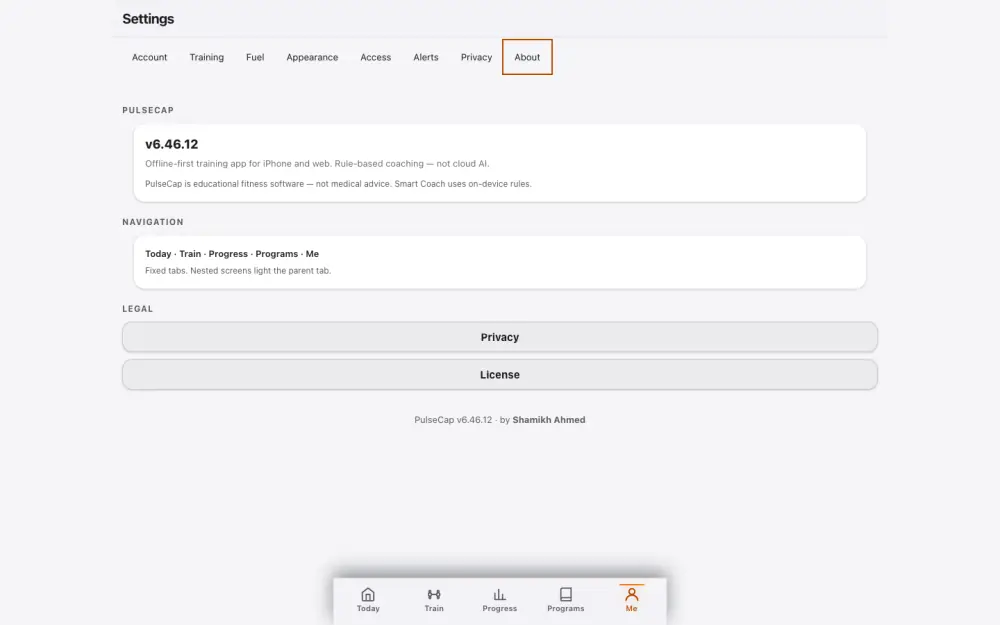 Settings
Account Training Fuel Appearance Access Alerts Privacy About
PULSECAP
v6.46.12
Offline-first training app for iPhone and web. Rule-based coaching — not cloud AI.
PulseCap is educational fitness software — not medical advice. Smart Coach uses on-device rules.
NAVIGATION
Today · Train · Progress · Programs · Me
Fixed tabs. Nested screens light the parent tab.
LEGAL
Privacy
License
PulseCap v6.46.12 · by Shamikh Ahmed
Today Train Progress Programs Me